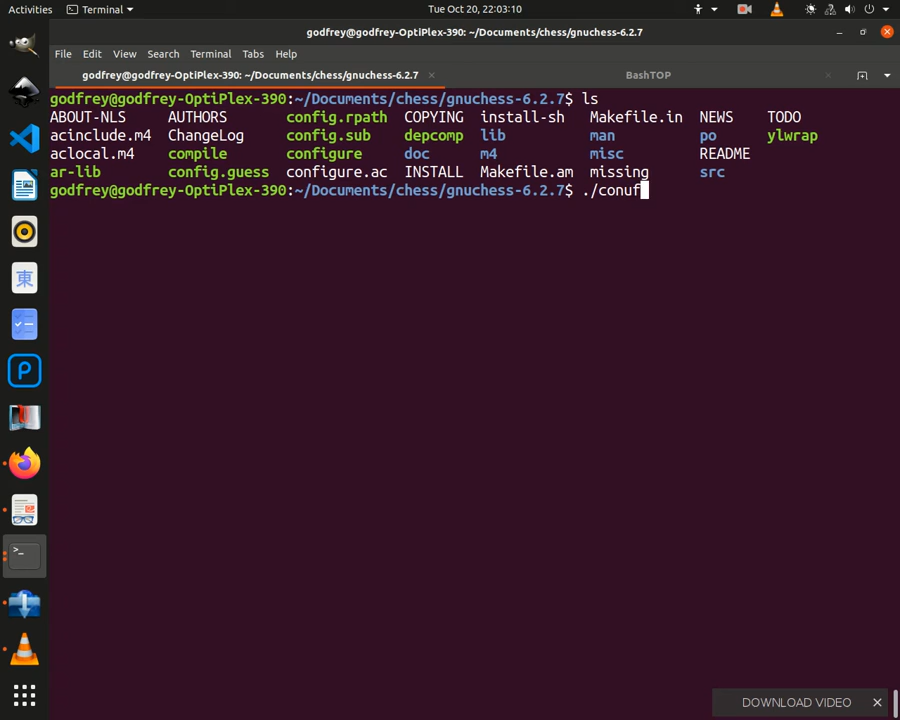 Activities Terminal Tue Oct 20, 22:03:10
godfrey@godfrey-OptiPlex-390: ~/Documents/chess/gnuchess-6.2.7
File Edit View Search Terminal Tabs Help
godfrey@godfrey-OptiPlex-390: ~/Documents/chess/gnuchess-6.2.7 BashTOP
godfrey@godfrey-OptiPlex-390:~/Documents/chess/gnuchess-6.2.7$ ls
ABOUT-NLS AUTHORS config.rpath COPYING install-sh Makefile.in NEWS TODO
acinclude.m4 ChangeLog config.sub depcomp lib man po ylwrap
aclocal.m4 compile configure doc m4 misc README
ar-lib config.guess configure.ac INSTALL Makefile.am missing src
godfrey@godfrey-OptiPlex-390:~/Documents/chess/gnuchess-6.2.7$ ./conuf
DOWNLOAD VIDEO